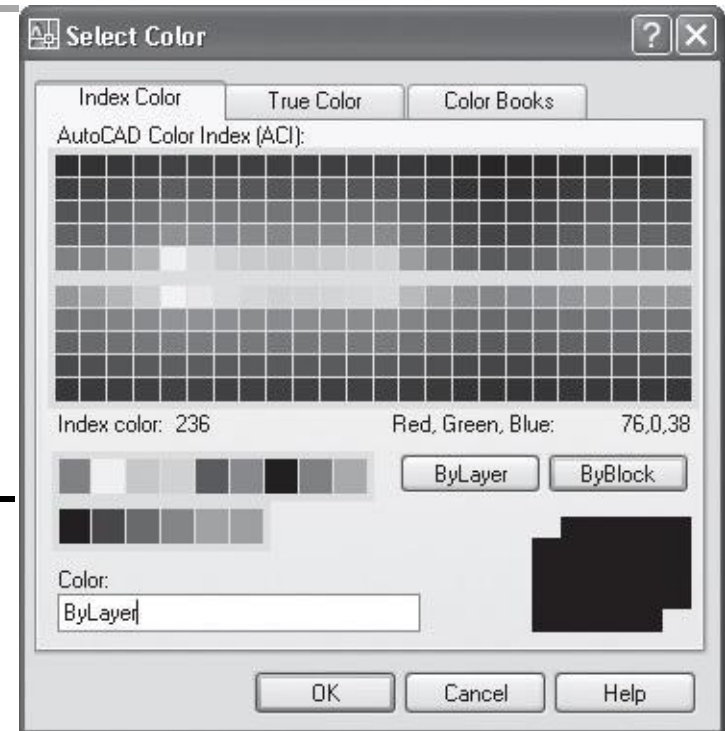 Select Color
Index Color True Color Color Books
AutoCAD Color Index (ACI):
Index color: 236 Red, Green, Blue: 76,0,38
ByLayer ByBlock
Color:
ByLayer
OK Cancel Help